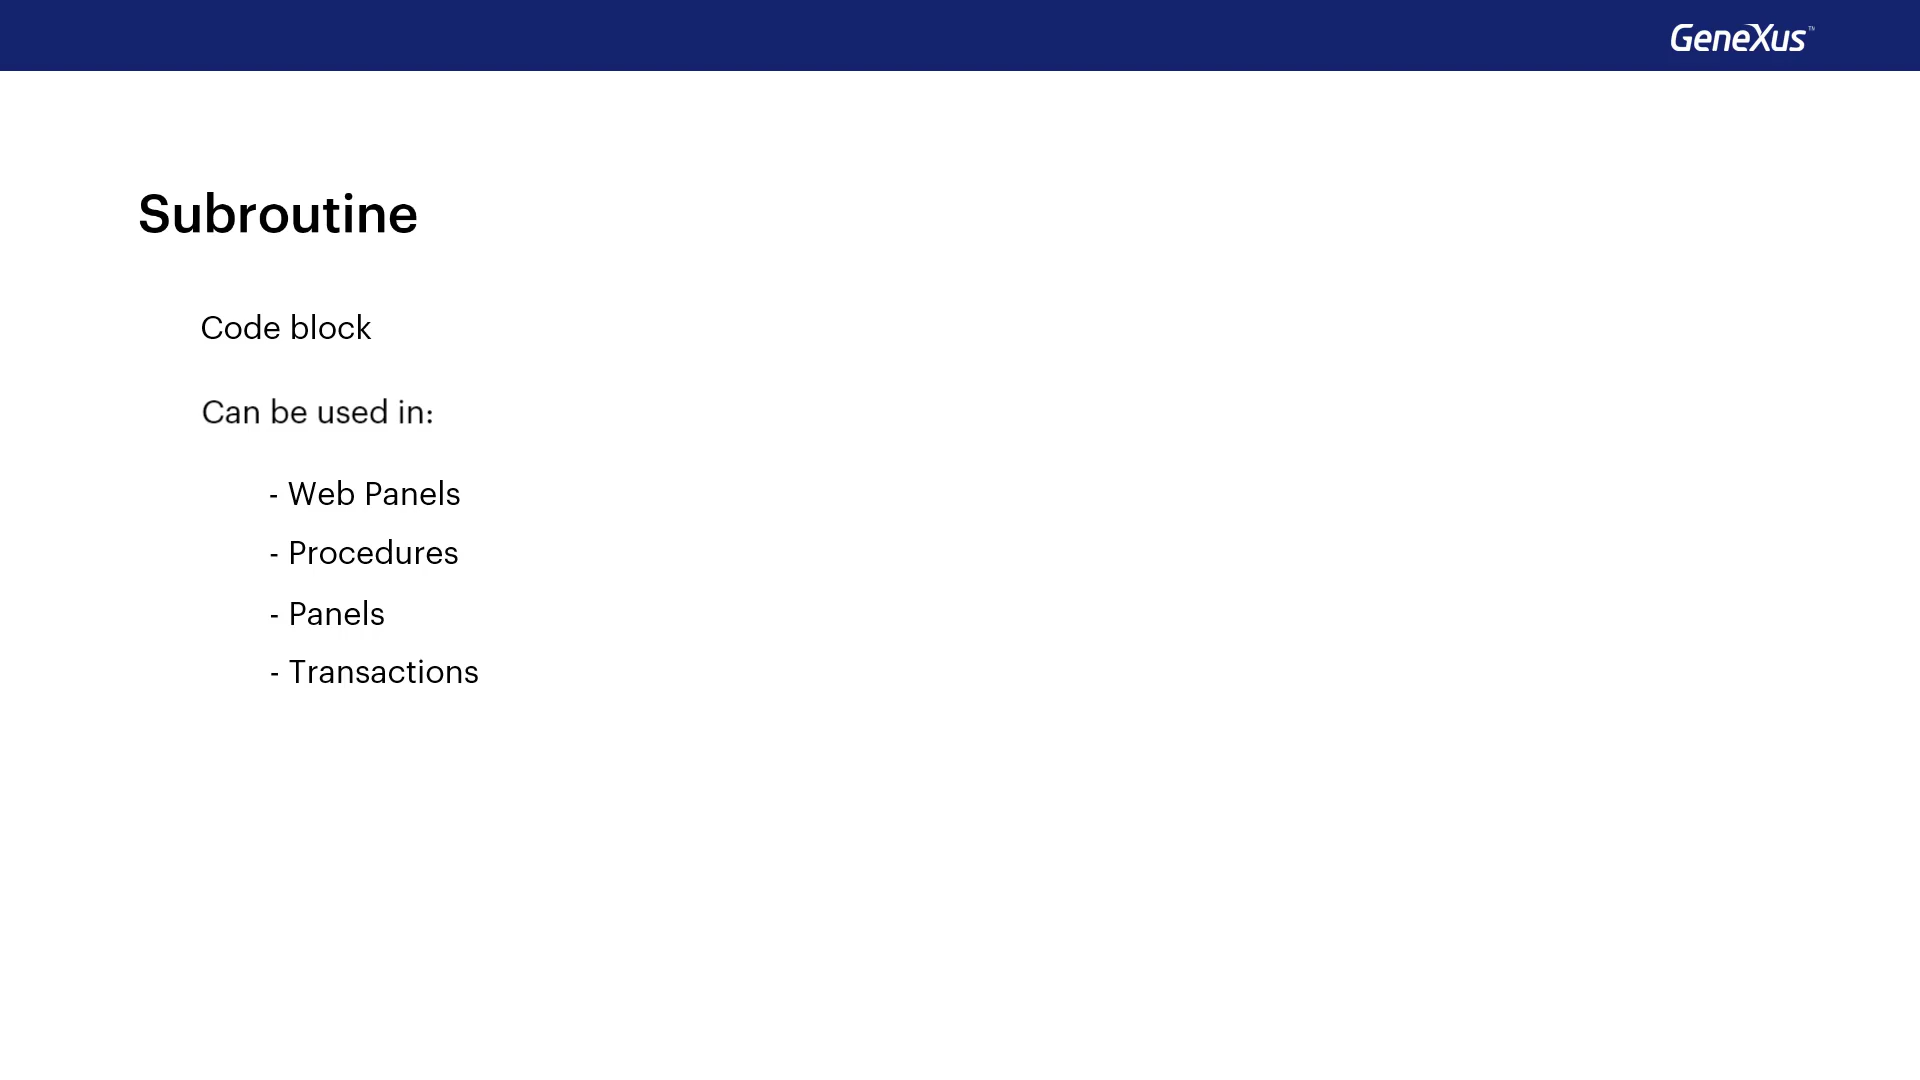 GeneXus™
Subroutine
Code block
Can be used in:
- Web Panels
- Procedures
- Panels
- Transactions